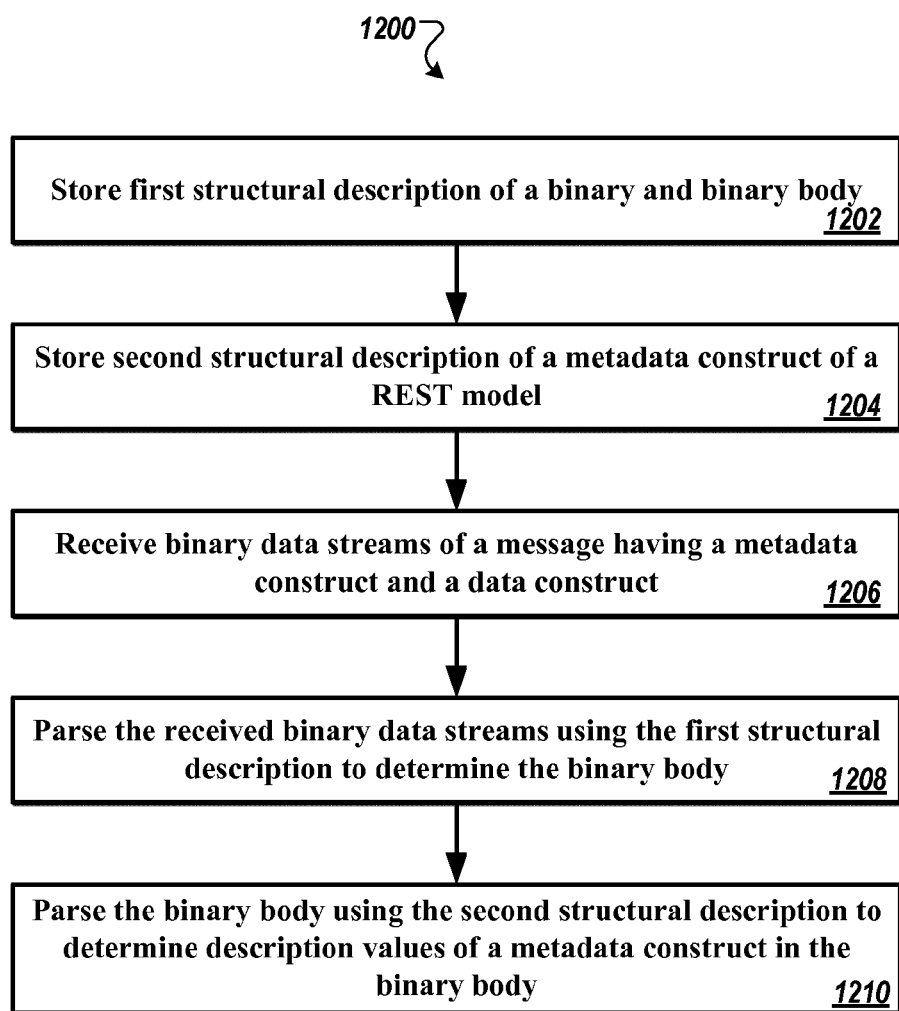 1200
Store first structural description of a binary and binary body
1202
Store second structural description of a metadata construct of a
REST model
1204
Receive binary data streams of a message having a metadata
construct and a data construct
1206
Parse the received binary data streams using the first structural
description to determine the binary body
1208
Parse the binary body using the second structural description to
determine description values of a metadata construct in the
binary body
1210